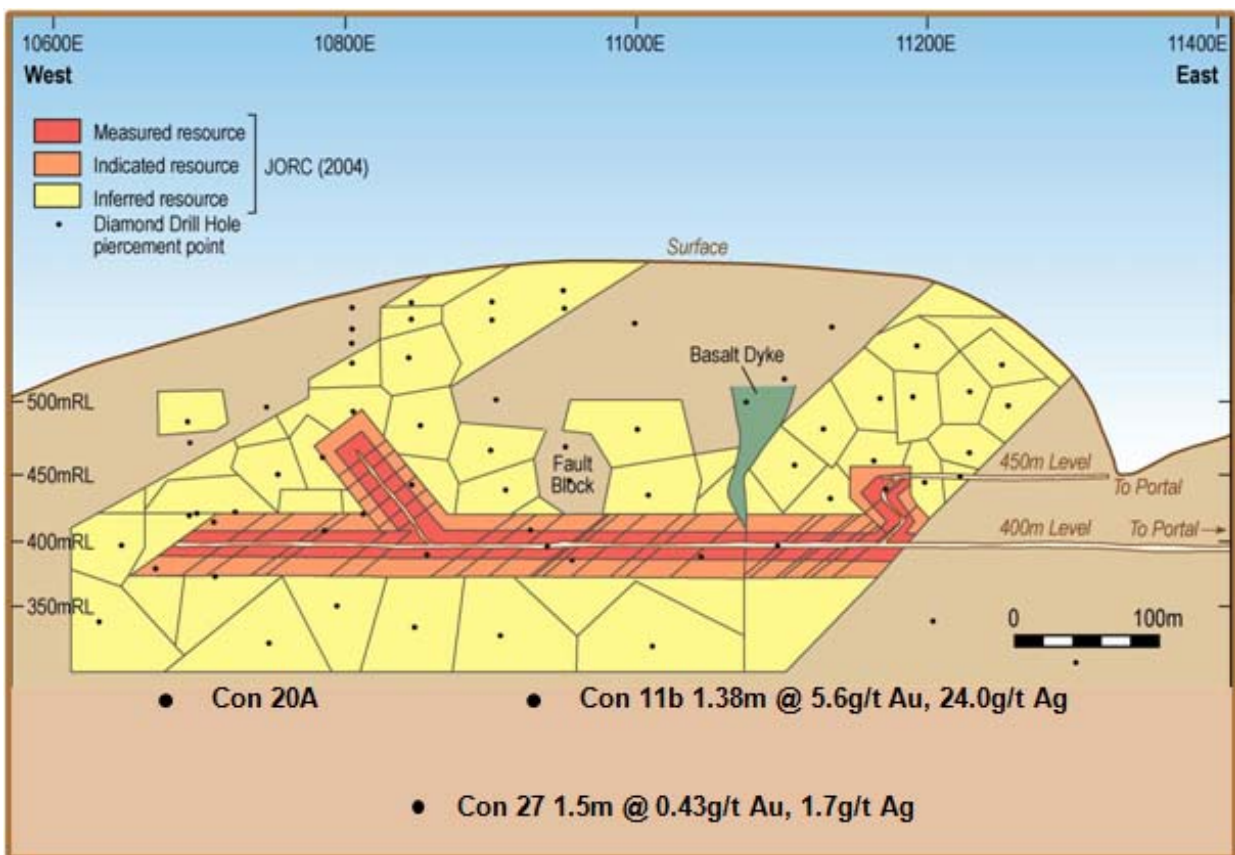 10600E 10800E 11000E 11200E 11400E
West East
Measured resource
Indicated resource JORC (2004)
Inferred resource
Diamond Drill Hole
piercement point
Surface
Basalt Dyke
500mRL
450mRL
400mRL
350mRL
Fault
Block
450m Level
To Portal
400m Level To Portal
0 100m
Con 20A Con 11b 1.38m @ 5.6g/t Au, 24.0g/t Ag
Con 27 1.5m @ 0.43g/t Au, 1.7g/t Ag